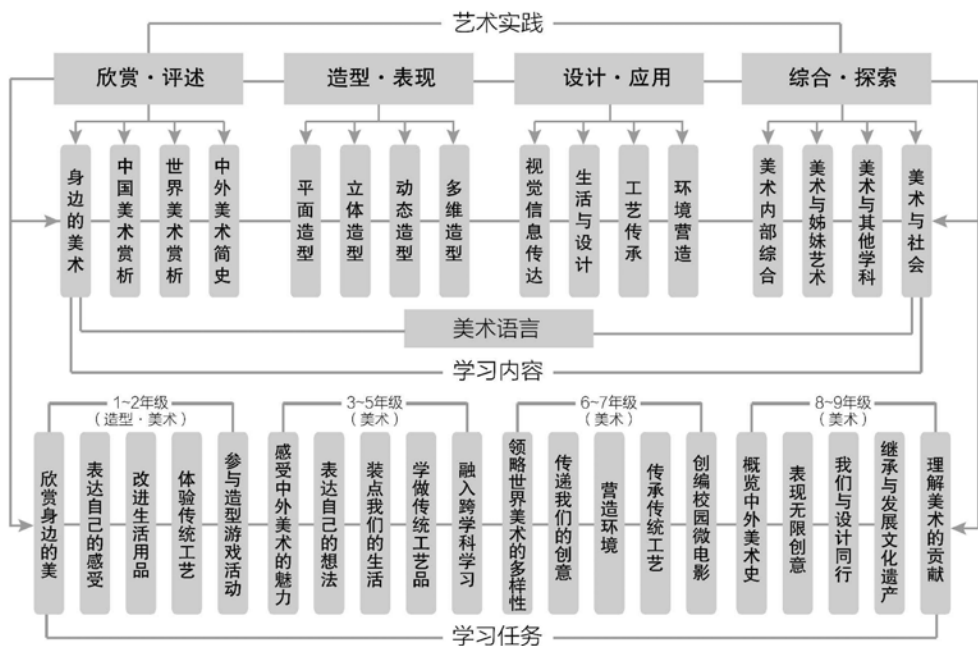 艺术实践
欣赏·评述
造型·表现
设计·应用
综合·探索
身边的美术
中国美术赏析
世界美术赏析
中外美术简史
平面造型
立体造型
动态造型
多维造型
视觉信息传达
生活与设计
工艺传承
环境营造
美术内部综合
美术与姊妹艺术
美术与其他学科
美术与社会
美术语言
学习内容
1~2年级
(造型·美术)
3~5年级
(美术)
6~7年级
(美术)
8~9年级
(美术)
欣赏身边的美
表达自己的感受
改进生活用品
体验传统工艺
参与造型游戏活动
感受中外美术的魅力
表达自己的想法
装点我们的生活
学做传统工艺品
融入跨学科学习
领略世界美术的多样性
传递我们的创意
营造环境
传承传统工艺
创编校园微电影
概览中外美术史
表现无限创意
我们与设计同行
继承与发展文化遗产
理解美术的贡献
学习任务